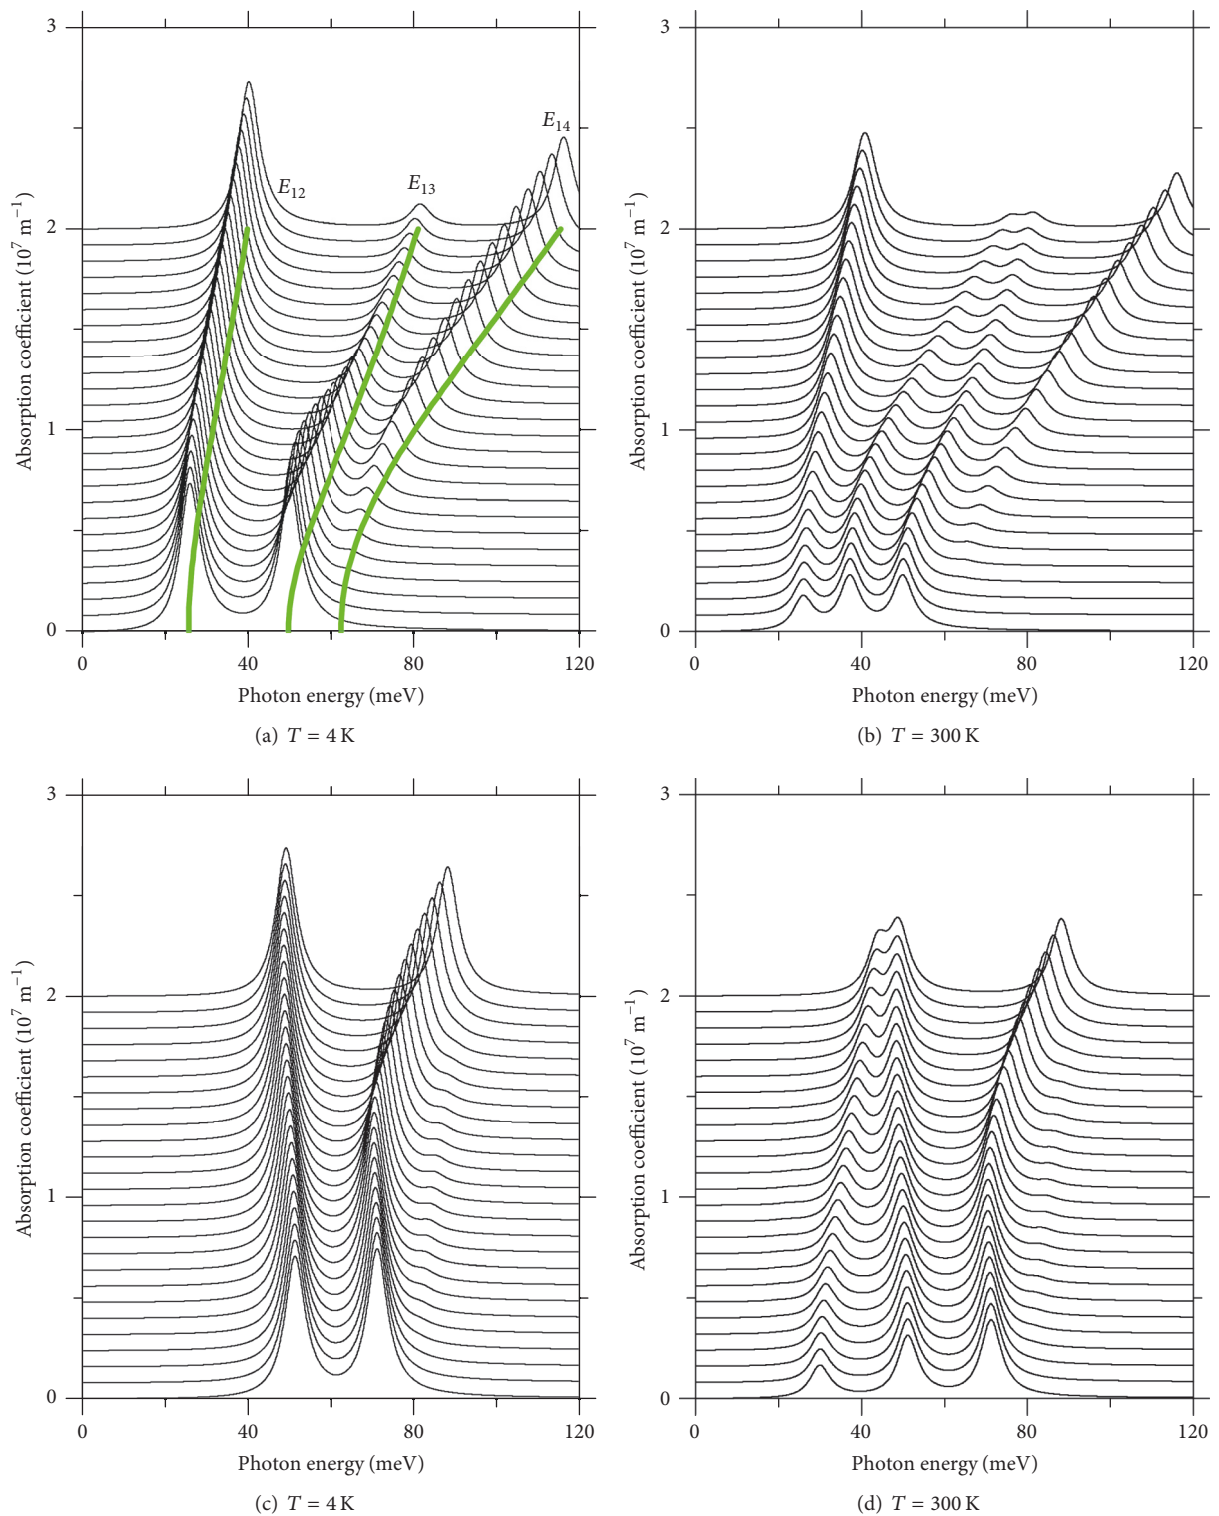 3
2
1
0
0
40
80
120
E12
E13
E14
Absorption coefficient (10^7 m^−1)
Photon energy (meV)
(a) T = 4 K
3
2
1
0
0
40
80
120
Absorption coefficient (10^7 m^−1)
Photon energy (meV)
(b) T = 300 K
3
2
1
0
0
40
80
120
Absorption coefficient (10^7 m^−1)
Photon energy (meV)
(c) T = 4 K
3
2
1
0
0
40
80
120
Absorption coefficient (10^7 m^−1)
Photon energy (meV)
(d) T = 300 K